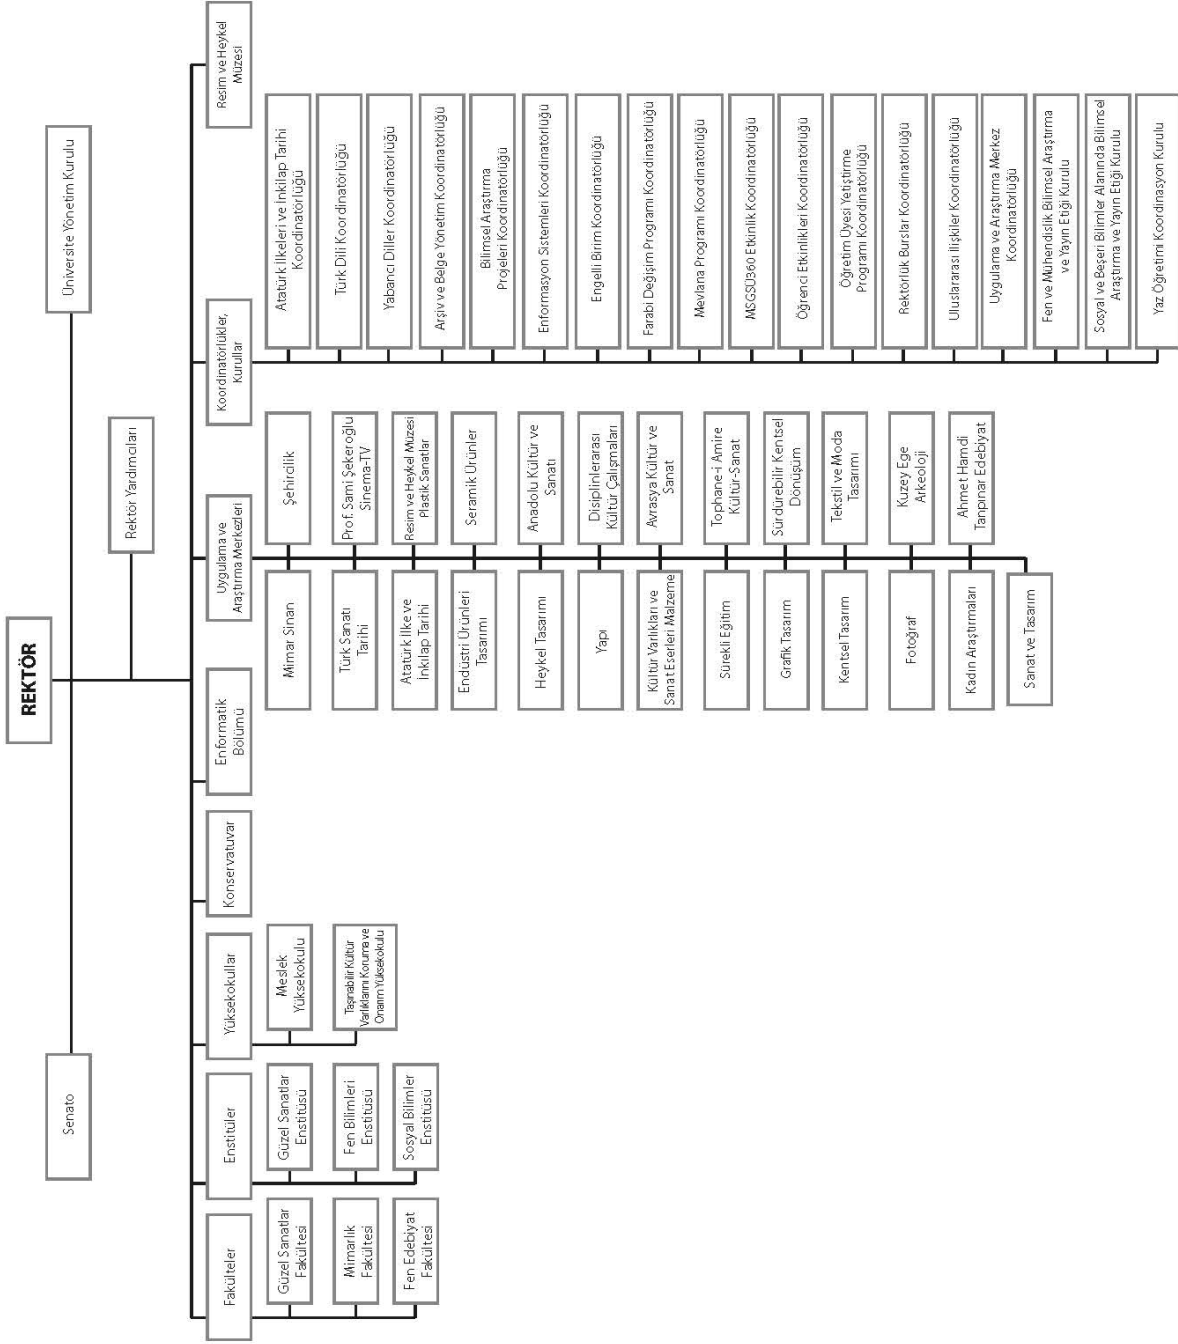 REKTÖR
Senato
Üniversite Yönetim Kurulu
Rektör Yardımcıları
Fakülteler
Enstitüler
Yüksekokullar
Konservatuvar
Enformatik
Bölümü
Uygulama ve
Araştırma Merkezleri
Koordinatörlükler,
Kurullar
Resim ve Heykel
Müzesi
Güzel Sanatlar
Fakültesi
Mimarlık
Fakültesi
Fen Edebiyat
Fakültesi
Güzel Sanatlar
Enstitüsü
Fen Bilimleri
Enstitüsü
Sosyal Bilimler
Enstitüsü
Meslek
Yüksekokulu
Taşınabilir Kültür
Varlıklarını Koruma ve
Onarım Yüksekokulu
Mimar Sinan
Türk Sanatı
Tarihi
Atatürk İlke ve
İnkılap Tarihi
Endüstri Ürünleri
Tasarımı
Heykel Tasarımı
Yapı
Kültür Varlıkları ve
Sanat Eserleri Malzeme
Sürekli Eğitim
Grafik Tasarım
Kentsel Tasarım
Fotoğraf
Kadın Araştırmaları
Sanat ve Tasarım
Şehircilik
Prof. Sami Şekeroğlu
Sinema-TV
Resim ve Heykel Müzesi
Plastik Sanatlar
Seramik Ürünler
Anadolu Kültür ve
Sanatı
Disiplinlerarası
Kültür Çalışmaları
Avrasya Kültür ve
Sanat
Tophane-i Amire
Kültür-Sanat
Sürdürebilir Kentsel
Dönüşüm
Tekstil ve Moda
Tasarımı
Kuzey Ege
Arkeoloji
Ahmet Hamdi
Tanpınar Edebiyat
Atatürk İlkeleri ve İnkılap Tarihi
Koordinatörlüğü
Türk Dili Koordinatörlüğü
Yabancı Diller Koordinatörlüğü
Arşiv ve Belge Yönetim Koordinatörlüğü
Bilimsel Araştırma
Projeleri Koordinatörlüğü
Enformasyon Sistemleri Koordinatörlüğü
Engelli Birim Koordinatörlüğü
Farabi Değişim Programı Koordinatörlüğü
Mevlana Programı Koordinatörlüğü
MSGSÜ360 Etkinlik Koordinatörlüğü
Öğrenci Etkinlikleri Koordinatörlüğü
Öğretim Üyesi Yetiştirme
Programı Koordinatörlüğü
Rektörlük Burslar Koordinatörlüğü
Uluslararası İlişkiler Koordinatörlüğü
Uygulama ve Araştırma Merkez
Koordinatörlüğü
Fen ve Mühendislik Bilimsel Araştırma
ve Yayın Etiği Kurulu
Sosyal ve Beşeri Bilimler Alanında Bilimsel
Araştırma ve Yayın Etiği Kurulu
Yaz Öğretimi Koordinasyon Kurulu